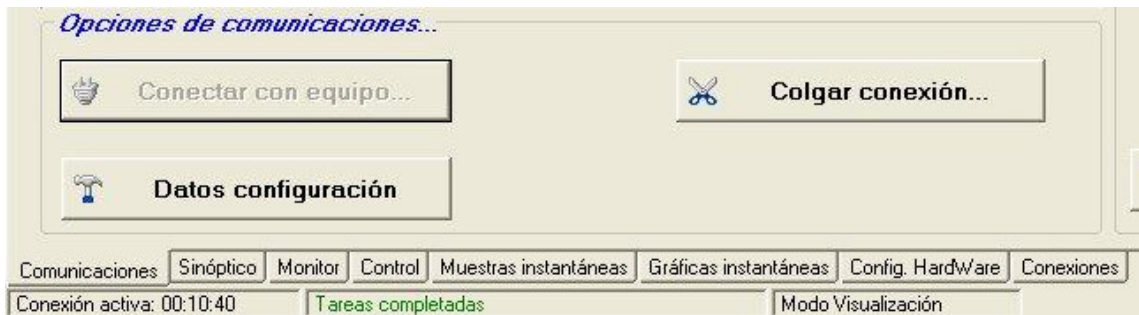 Opciones de comunicaciones...
Conectar con equipo...
Colgar conexión...
Datos configuración
Comunicaciones Sinóptico Monitor Control Muestras instantáneas Gráficas instantáneas Config. HardWare Conexiones
Conexión activa: 00:10:40 Tareas completadas Modo Visualización